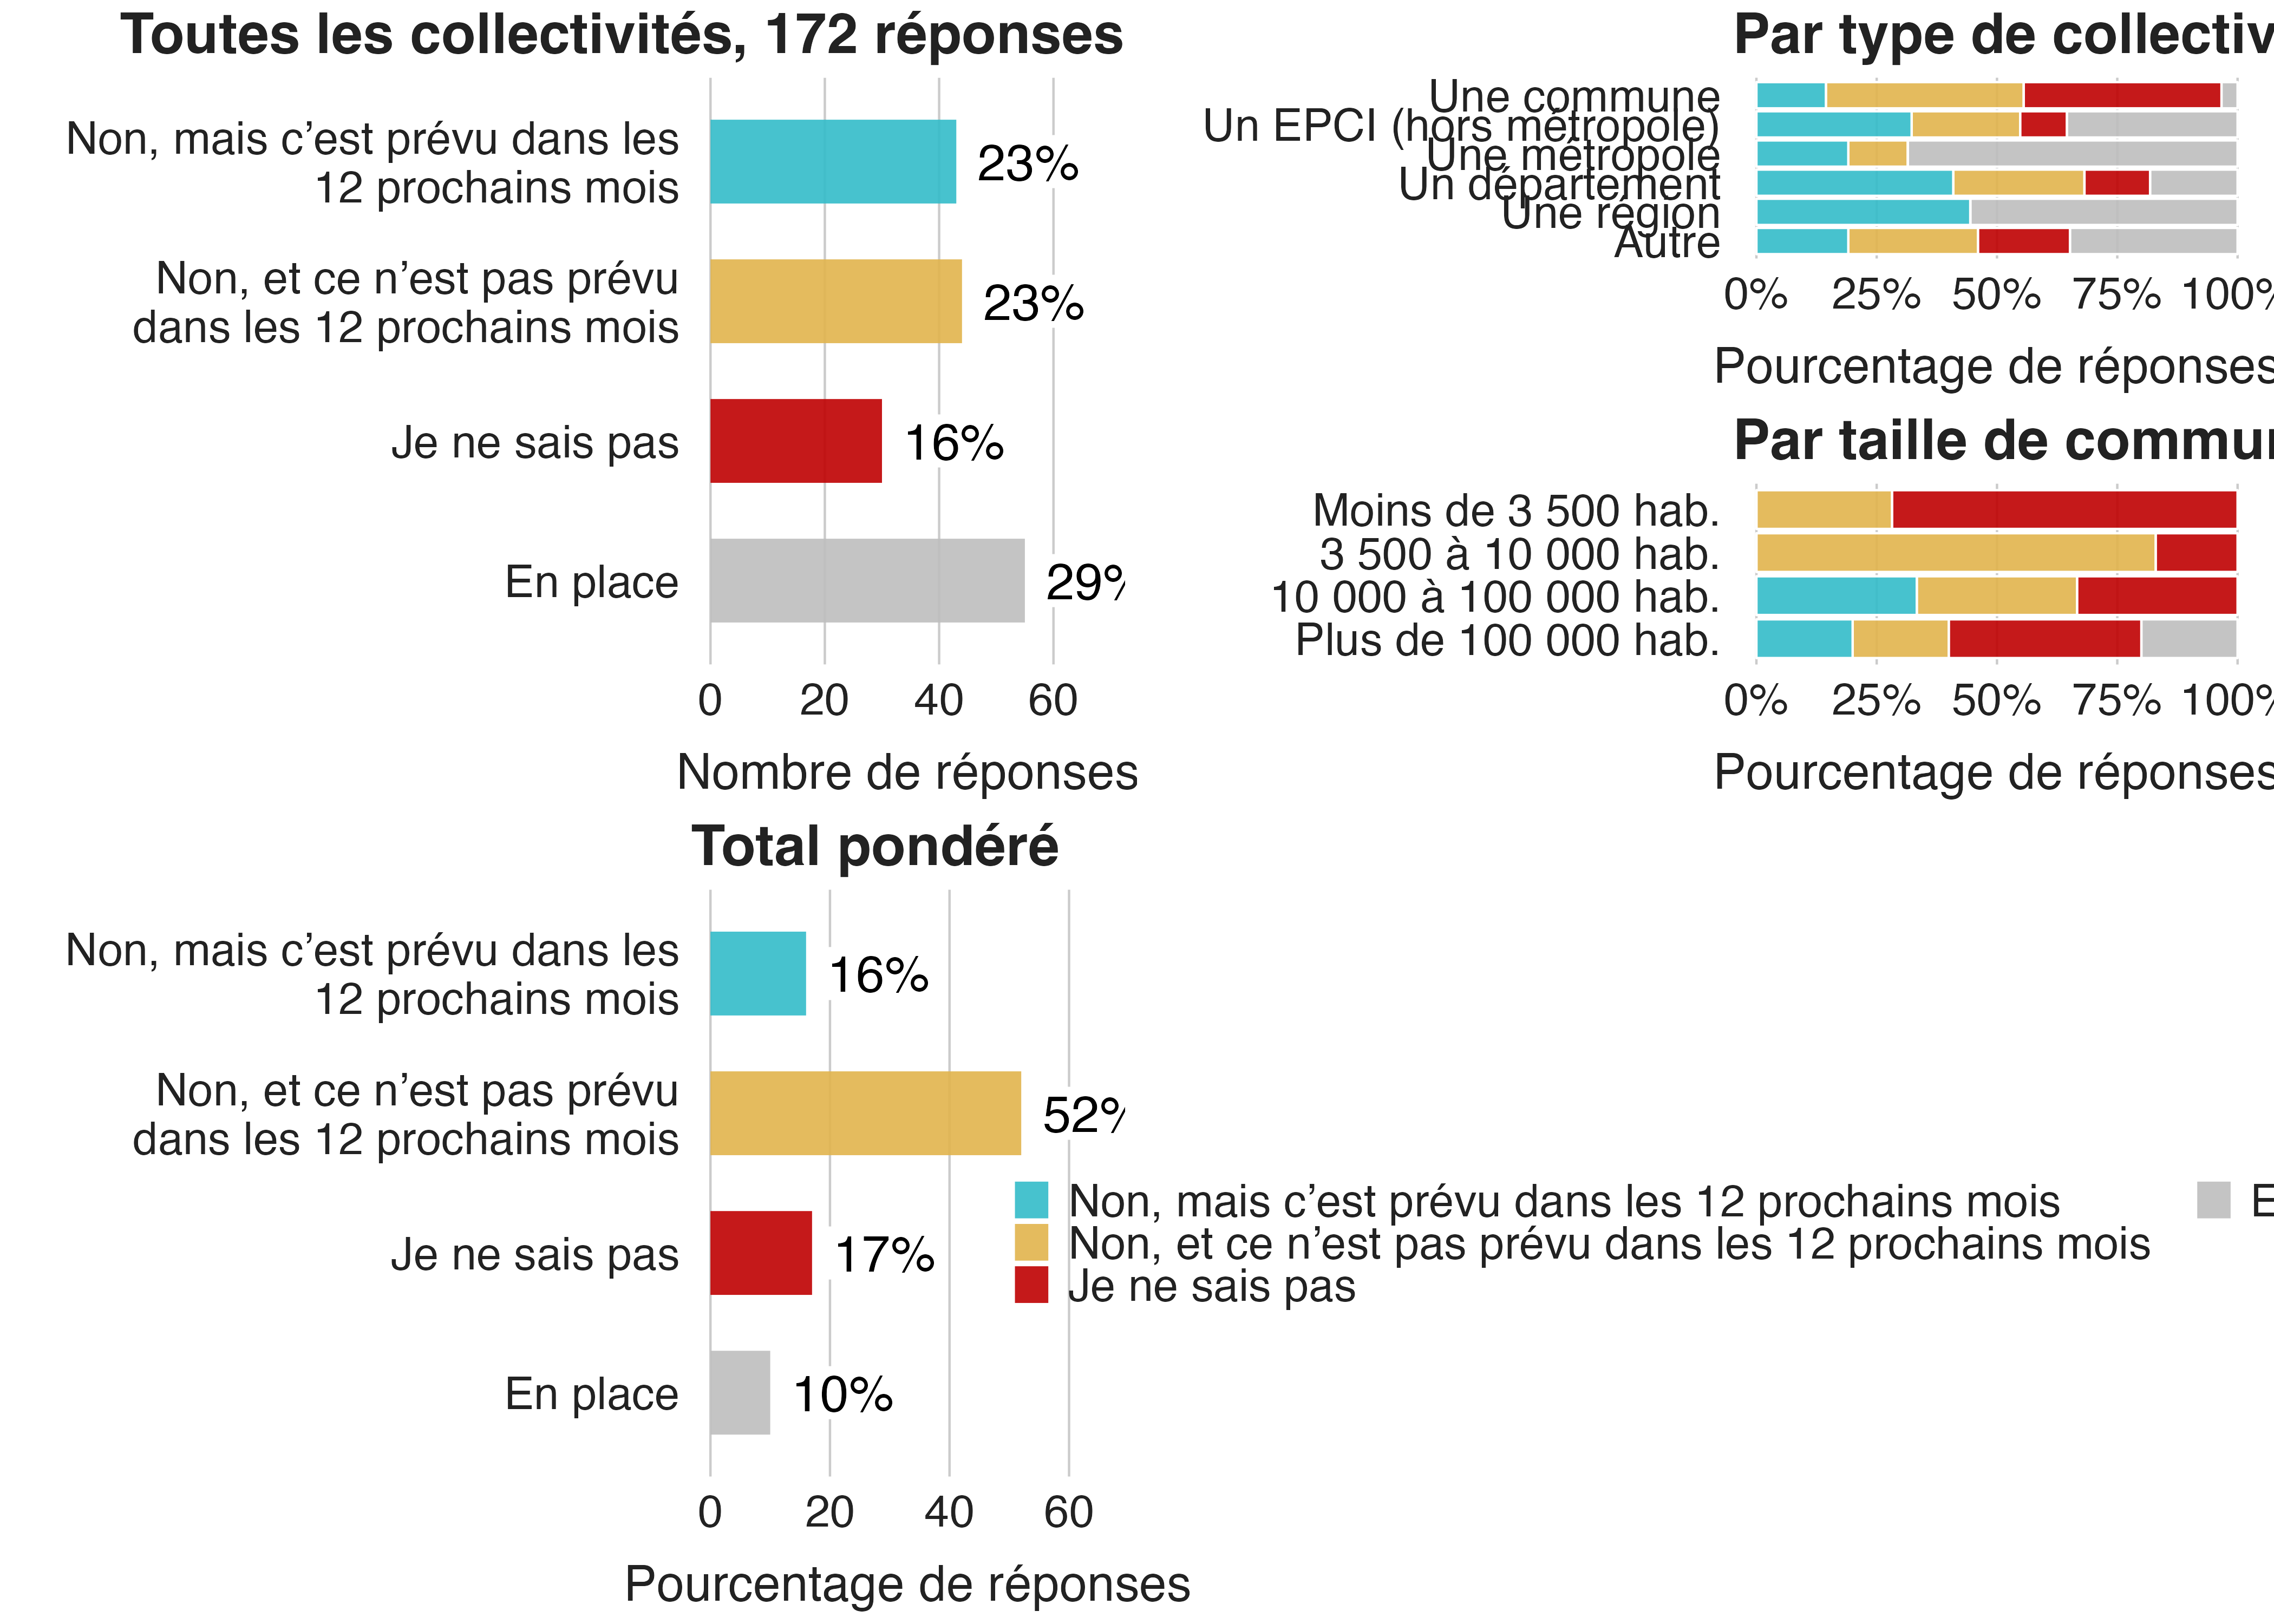 Toutes les collectivités, 172 réponses
Non, mais c’est prévu dans les
12 prochains mois
23%
Non, et ce n’est pas prévu
dans les 12 prochains mois
23%
Je ne sais pas
16%
En place
29%
0 20 40 60
Nombre de réponses
Par type de collectiv
Une commune
Un EPCI (hors métropole)
Une métropole
Un département
Une région
Autre
0% 25% 50% 75% 100%
Pourcentage de réponses
Par taille de commun
Moins de 3 500 hab.
3 500 à 10 000 hab.
10 000 à 100 000 hab.
Plus de 100 000 hab.
0% 25% 50% 75% 100%
Pourcentage de réponses
Total pondéré
Non, mais c’est prévu dans les
12 prochains mois
16%
Non, et ce n’est pas prévu
dans les 12 prochains mois
52%
Je ne sais pas
17%
En place
10%
0 20 40 60
Pourcentage de réponses
Non, mais c’est prévu dans les 12 prochains mois
Non, et ce n’est pas prévu dans les 12 prochains mois
Je ne sais pas
E